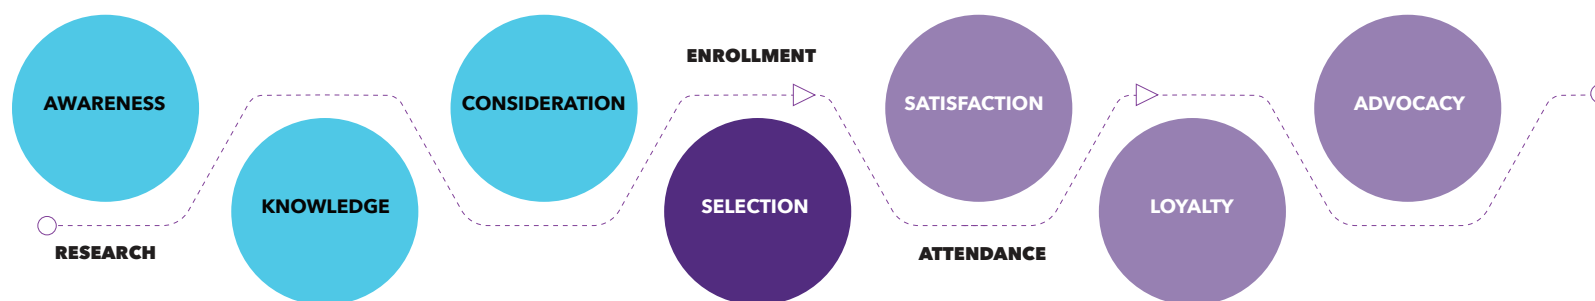 AWARENESS
RESEARCH
KNOWLEDGE
CONSIDERATION
ENROLLMENT
SELECTION
SATISFACTION
ATTENDANCE
LOYALTY
ADVOCACY